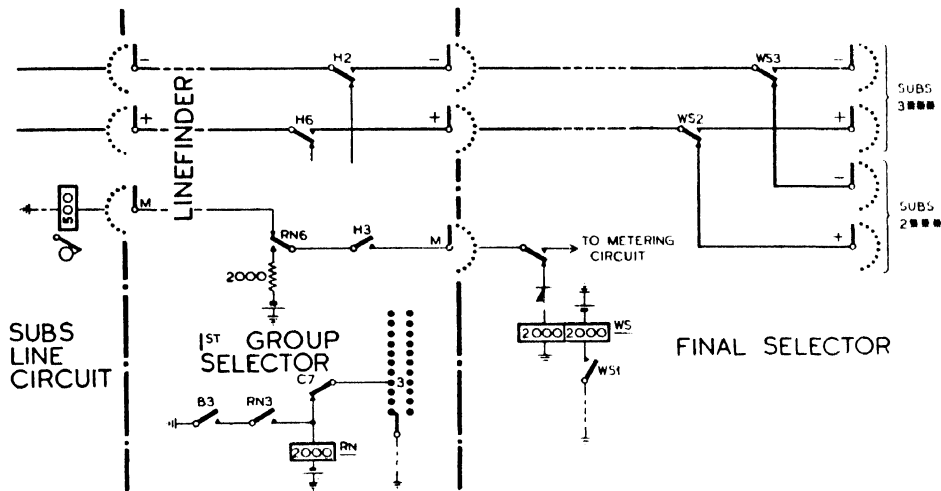 H2
WS3
SUBS
3
H6
WS2
LINEFINDER
M
500
RN6
H3
M
TO METERING
CIRCUIT
SUBS
2
2000
2000 2000 WS
WS1
SUBS
LINE
CIRCUIT
1ST GROUP
SELECTOR
FINAL SELECTOR
C7
3
B3
RN3
2000 RN